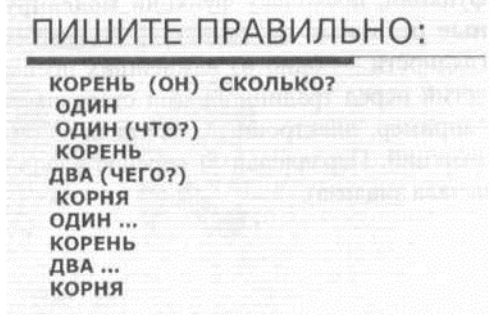 ПИШИТЕ ПРАВИЛЬНО:
КОРЕНЬ (ОН) СКОЛЬКО?
ОДИН
ОДИН (ЧТО?)
КОРЕНЬ
ДВА (ЧЕГО?)
КОРНЯ
ОДИН ...
КОРЕНЬ
ДВА ...
КОРНЯ